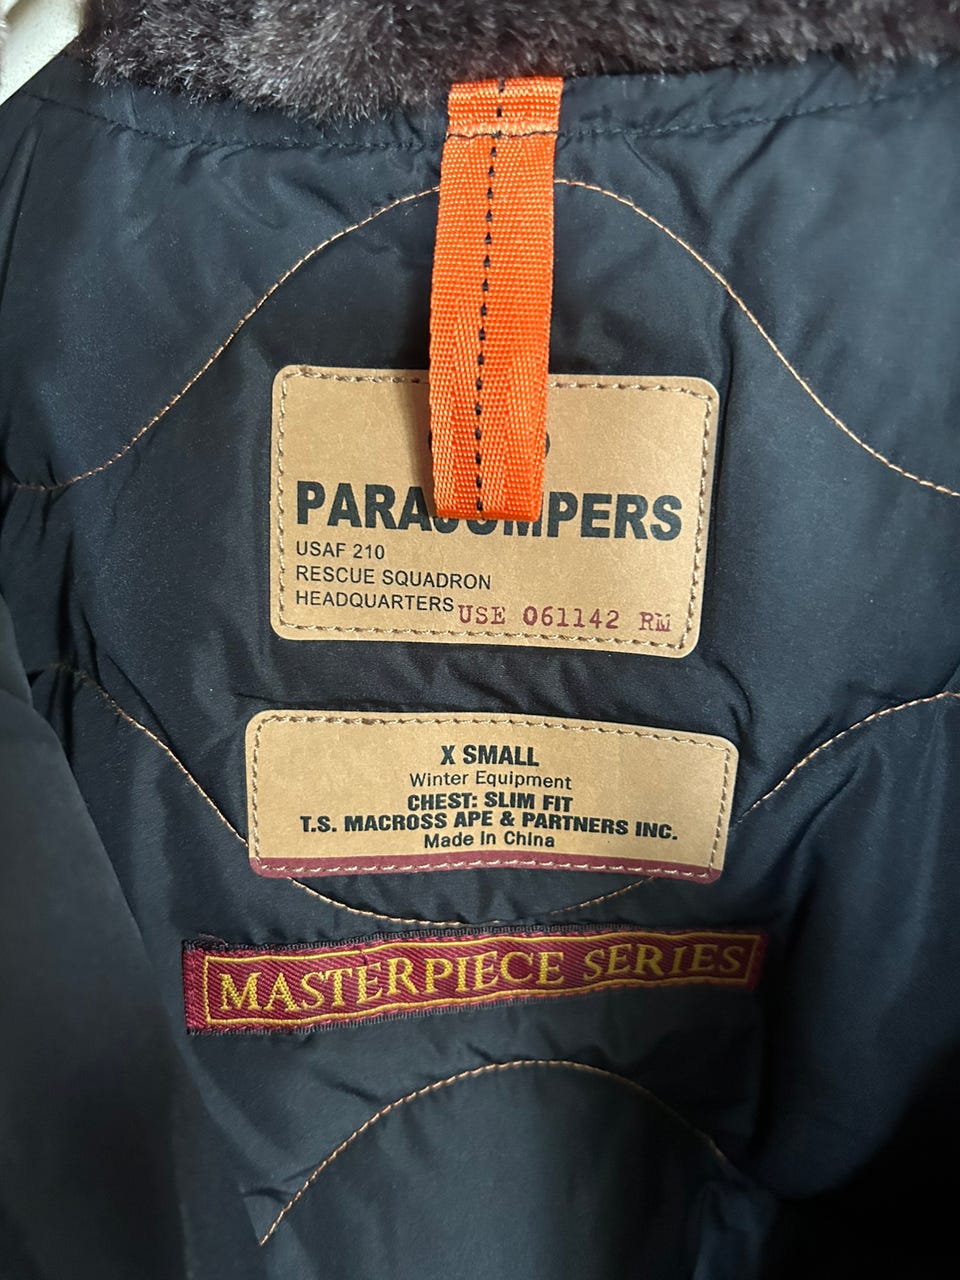 PARAJUMPERS
USAF 210
RESCUE SQUADRON
HEADQUARTERS USE 061142 RM
X SMALL
Winter Equipment
CHEST: SLIM FIT
T.S. MACROSS APE & PARTNERS INC.
Made in China
MASTERPIECE SERIES